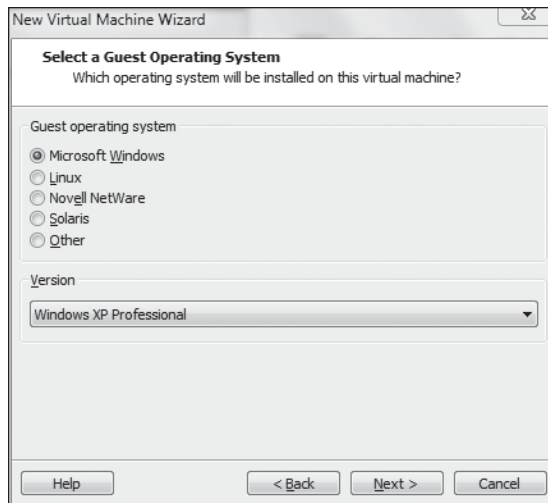 New Virtual Machine Wizard
Select a Guest Operating System
Which operating system will be installed on this virtual machine?
Guest operating system
Microsoft Windows
Linux
Novell NetWare
Solaris
Other
Version
Windows XP Professional
Help
< Back
Next >
Cancel